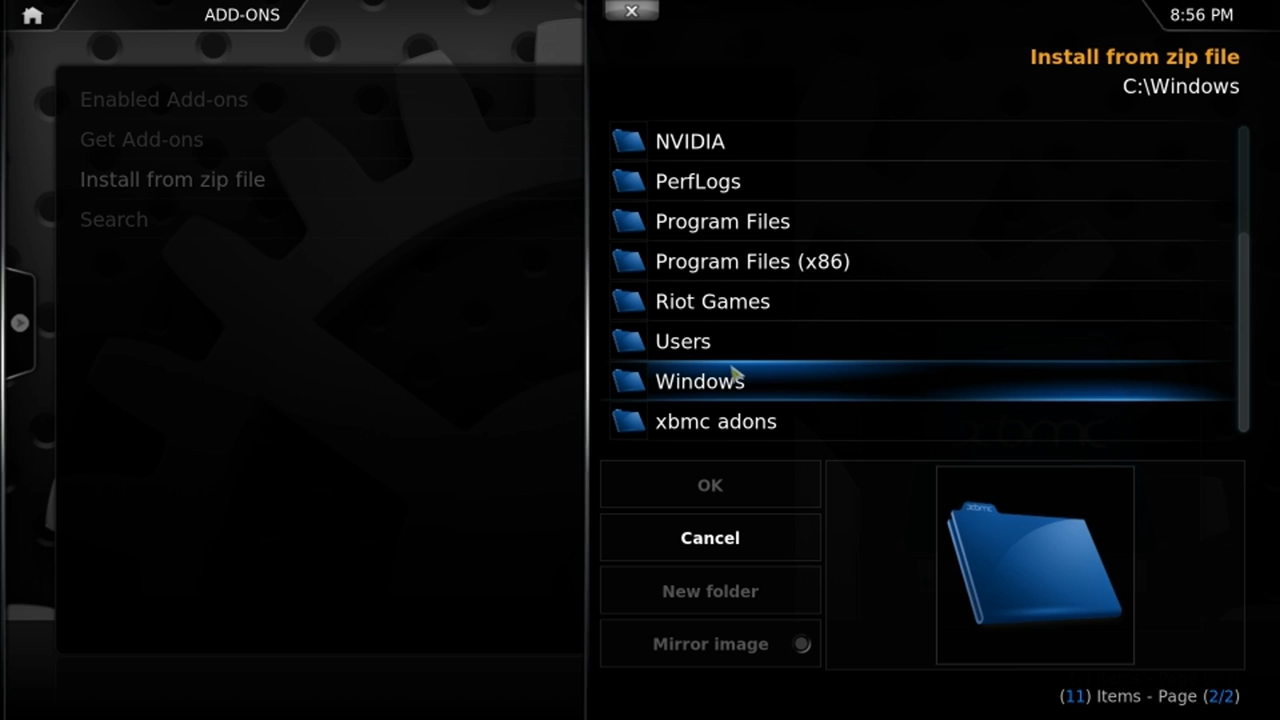 ADD-ONS
8:56 PM
Install from zip file
C:\Windows
Enabled Add-ons
Get Add-ons
Install from zip file
Search
NVIDIA
PerfLogs
Program Files
Program Files (x86)
Riot Games
Users
Windows
xbmc adons
OK
Cancel
New folder
Mirror image
xbmc
xbmc
(11) Items - Page (2/2)